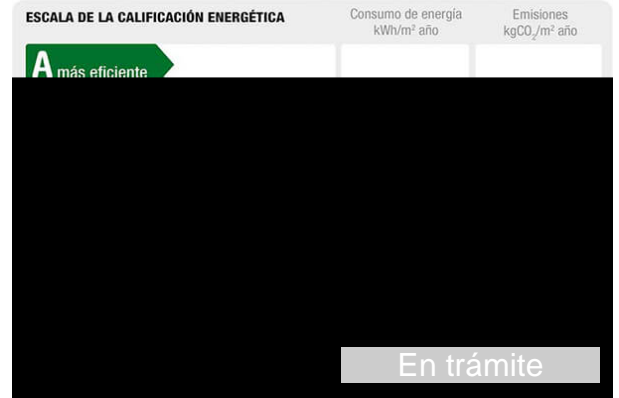 ESCALA DE LA CALIFICACIÓN ENERGÉTICA
Consumo de energía
kWh/m² año
Emisiones
kgCO₂/m² año
A más eficiente
En trámite